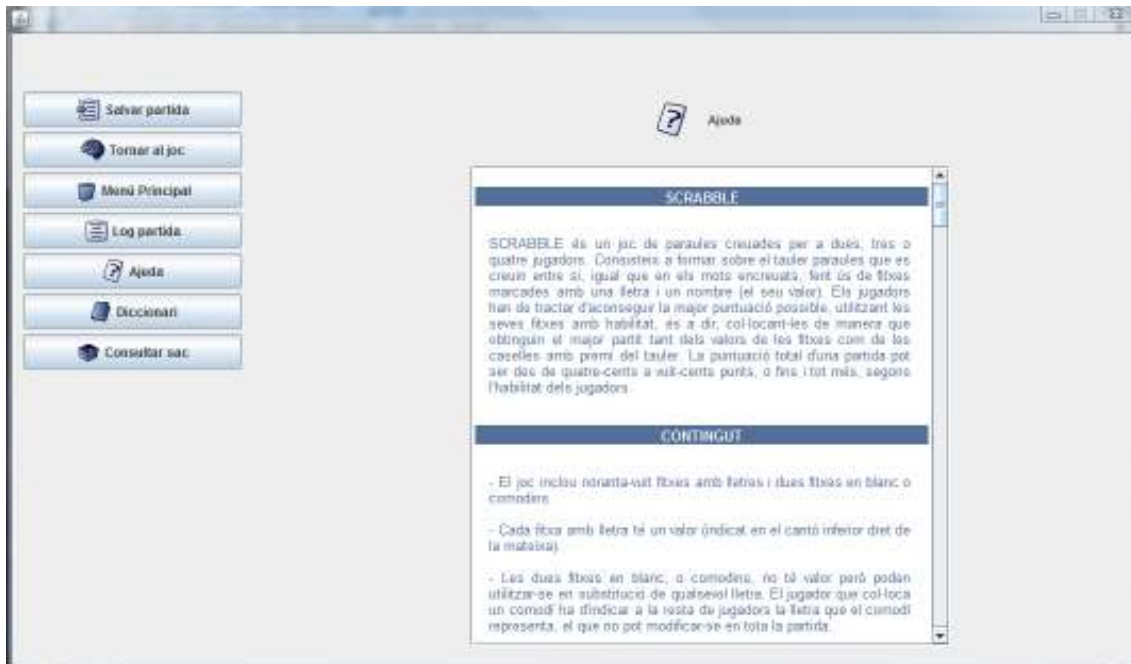 Salvar partida
Tornar al joc
Menú Principal
Log partida
Ajuda
Diccionari
Consultar sac
Ajuda
SCRABBLE
SCRABBLE és un joc de paraules creuades per a dues, tres o
quatre jugadors. Consisteix a formar sobre el tauler paraules que es
creuin entre si, igual que en els mots encreuats, fent ús de fitxes
marcades amb una lletra i un nombre (el seu valor). Els jugadors
han de tractar d'aconseguir la major puntuació possible, utilitzant les
seves fitxes amb habilitat, és a dir, col·locant-les de manera que
obtinguin el major partit tant dels valors de les fitxes com de les
caselles amb premi del tauler. La puntuació total d'una partida pot
ser des de quatre-cents a vuit-cents punts, o fins i tot més, segons
l'habilitat dels jugadors.
CONTINGUT
- El joc inclou noranta-vuit fitxes amb lletres i dues fitxes en blanc o
comodins.
- Cada fitxa amb lletra té un valor (indicat en el cantó inferior dret de
la mateixa).
- Les dues fitxes en blanc, o comodins, no té valor però poden
utilitzar-se en substitució de qualsevol lletra. El jugador que col·loca
un comodí ha d'indicar a la resta de jugadors la lletra que el comodí
representa, el que no pot modificar-se en tota la partida.